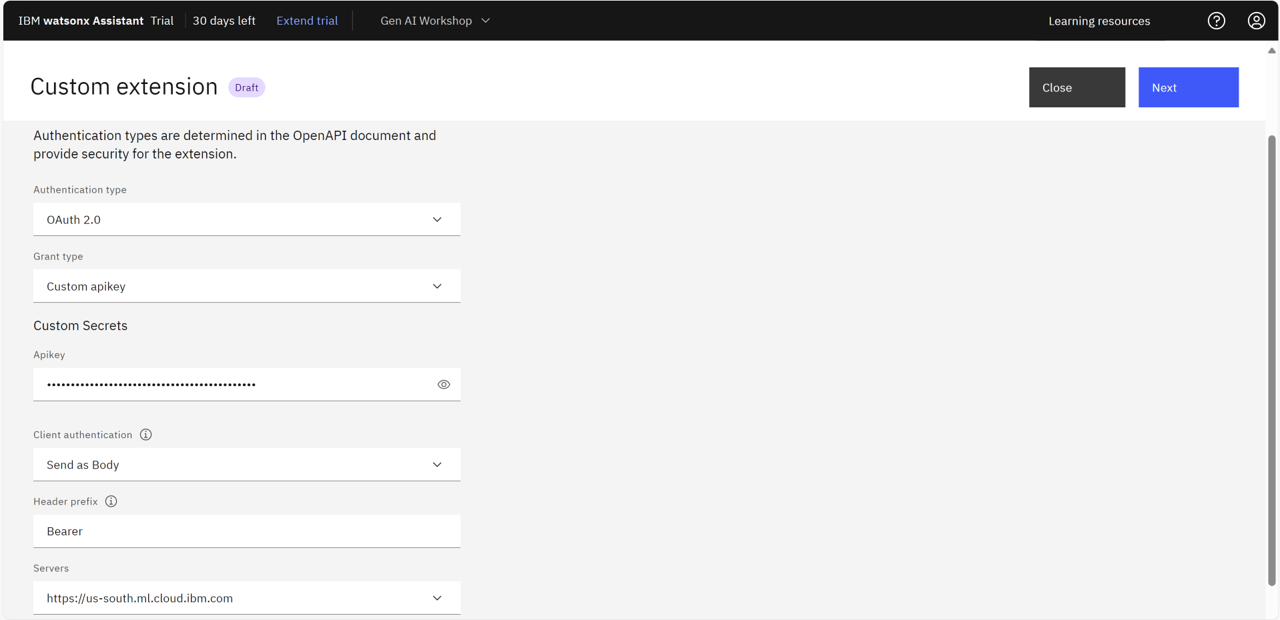 IBM watsonx Assistant Trial 30 days left Extend trial Gen AI Workshop Learning resources
Custom extension Draft Close Next
Authentication types are determined in the OpenAPI document and
provide security for the extension.
Authentication type
OAuth 2.0
Grant type
Custom apikey
Custom Secrets
Apikey
••••••••••••••••••••••••••••••••••••••••••••
Client authentication
Send as Body
Header prefix
Bearer
Servers
https://us-south.ml.cloud.ibm.com